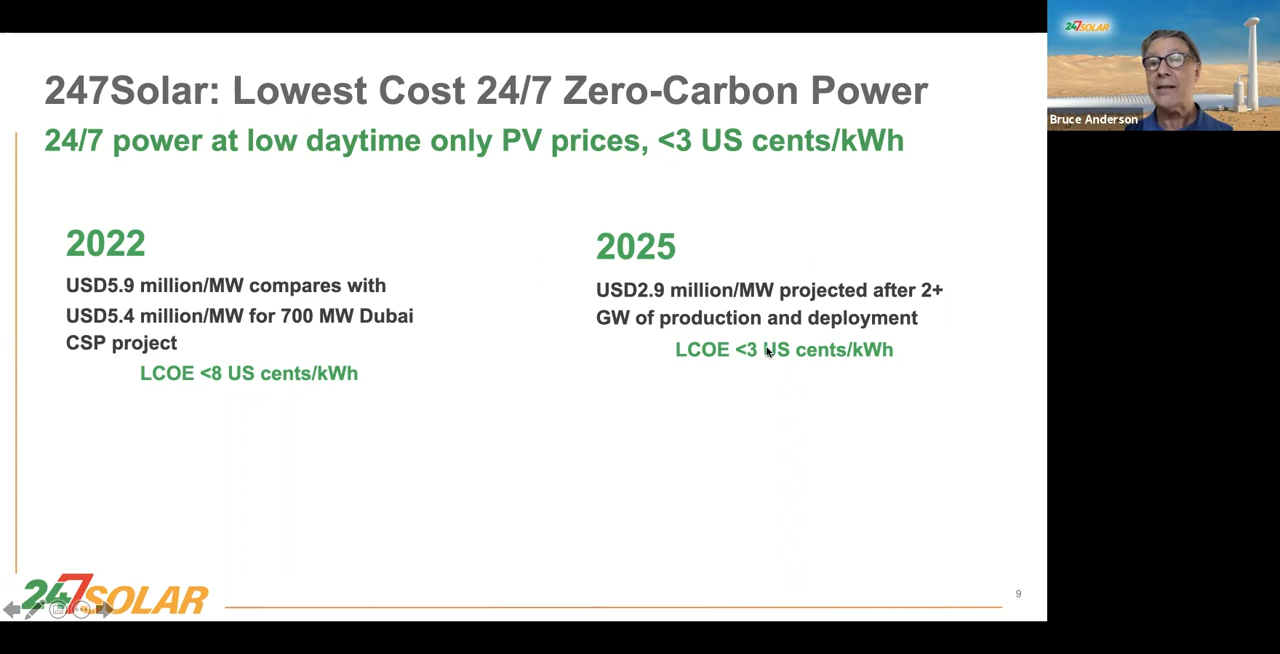 247Solar: Lowest Cost 24/7 Zero-Carbon Power
24/7 power at low daytime only PV prices, <3 US cents/kWh
2022
USD5.9 million/MW compares with
USD5.4 million/MW for 700 MW Dubai
CSP project
LCOE <8 US cents/kWh
2025
USD2.9 million/MW projected after 2+
GW of production and deployment
LCOE <3 US cents/kWh
247SOLAR
9
247SOLAR
Bruce Anderson